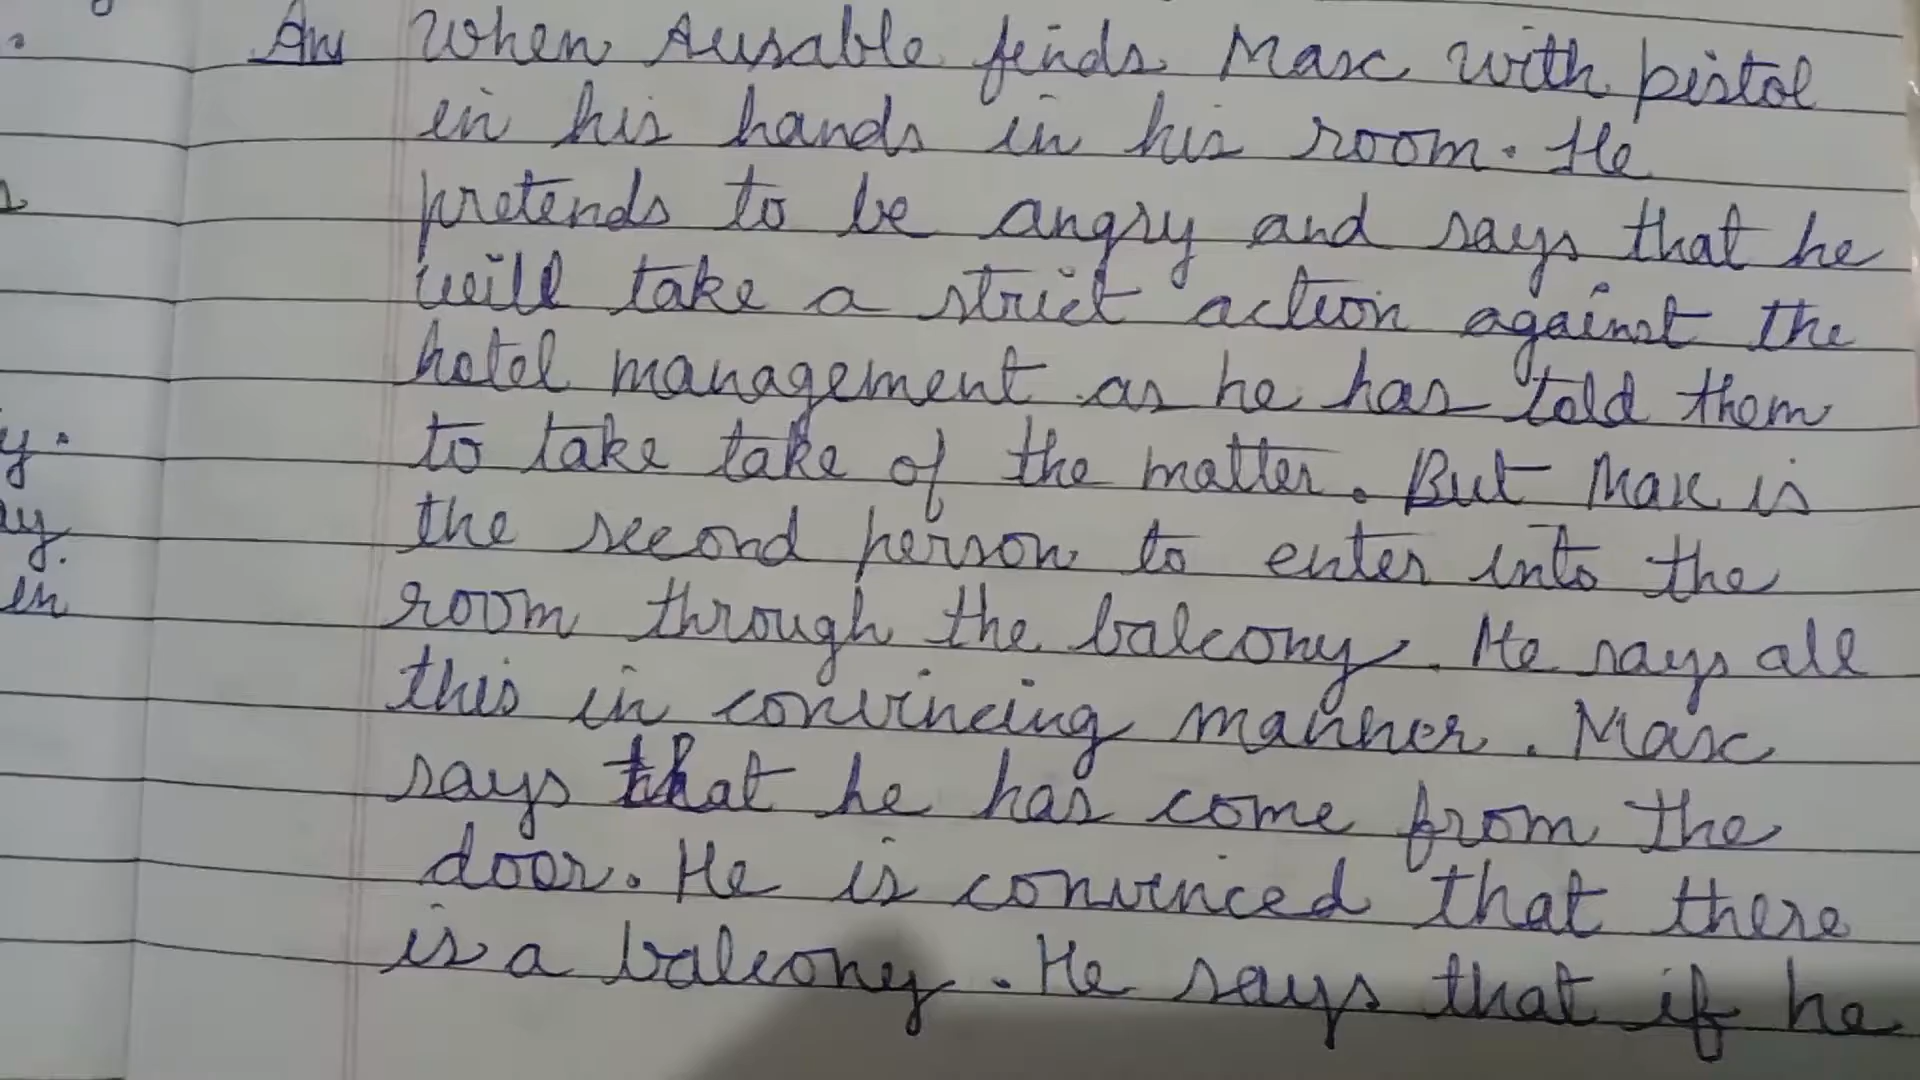 Ans When Ausable finds Max with pistol
in his hands in his room. He
pretends to be angry and says that he
will take a strict action against the
hotel management as he has told them
to take take of the matter. But Max is
the second person to enter into the
room through the balcony. He says all
this in convincing manner. Max
says that he has come from the
door. He is convinced that there
is a balcony. He says that if he
y.
ay.
in